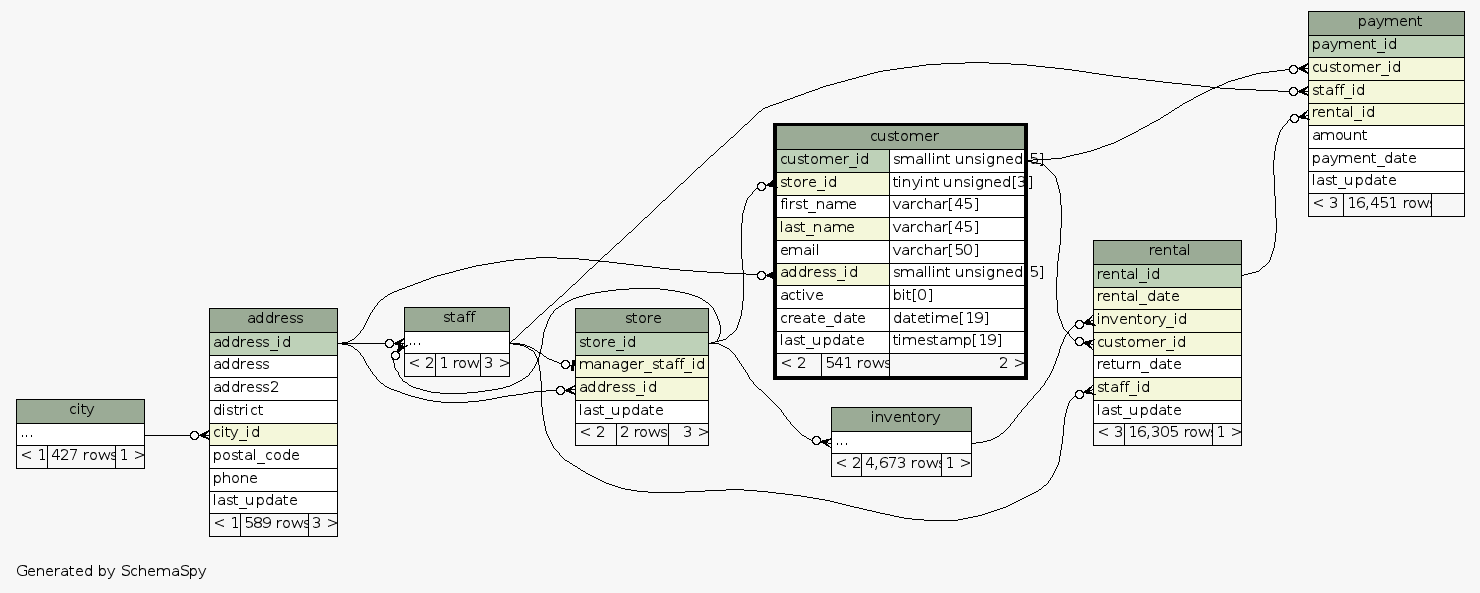 payment
payment_id
customer_id
staff_id
rental_id
amount
payment_date
last_update
< 3 16,451 rows
customer
customer_id smallint unsigned[5]
store_id tinyint unsigned[3]
first_name varchar[45]
last_name varchar[45]
email varchar[50]
address_id smallint unsigned[5]
active bit[0]
create_date datetime[19]
last_update timestamp[19]
< 2 541 rows 2 >
rental
rental_id
rental_date
inventory_id
customer_id
return_date
staff_id
last_update
< 3 16,305 rows 1 >
address
address_id
address
address2
district
city_id
postal_code
phone
last_update
< 1 589 rows 3 >
staff
...
< 2 1 row 3 >
store
store_id
manager_staff_id
address_id
last_update
< 2 2 rows 3 >
city
...
< 1 427 rows 1 >
inventory
...
< 2 4,673 rows 1 >
Generated by SchemaSpy